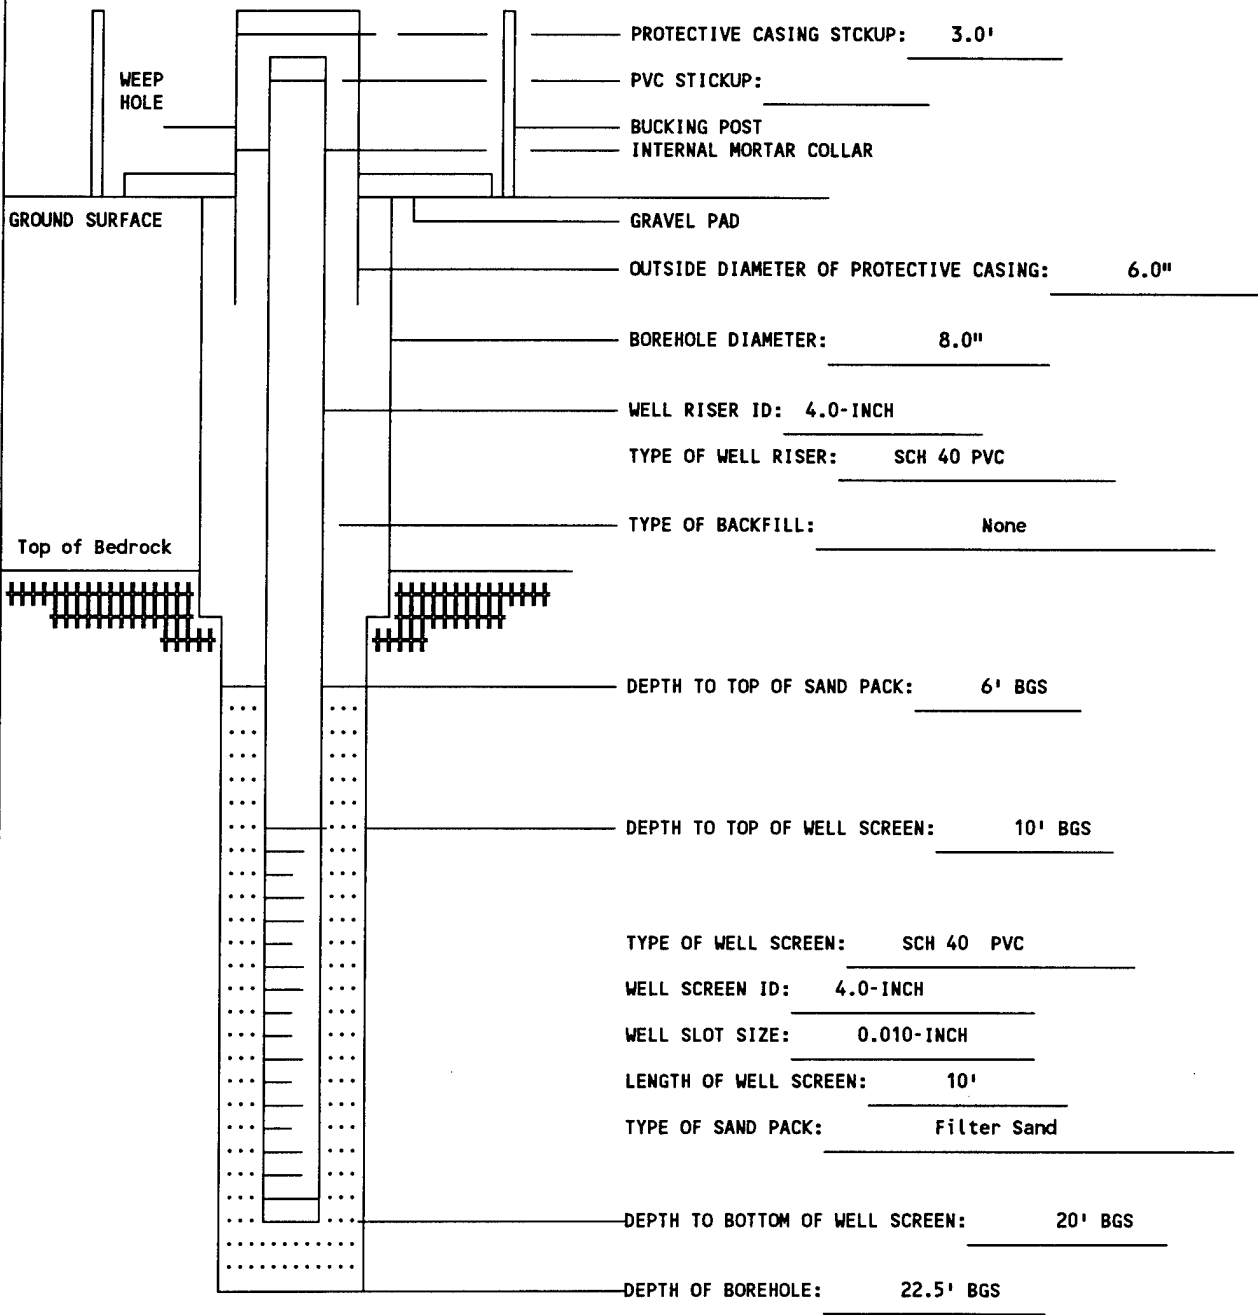 PROTECTIVE CASING STCKUP: 3.0'
WEEP
HOLE
PVC STICKUP:
BUCKING POST
INTERNAL MORTAR COLLAR
GROUND SURFACE
GRAVEL PAD
OUTSIDE DIAMETER OF PROTECTIVE CASING: 6.0"
BOREHOLE DIAMETER: 8.0"
WELL RISER ID: 4.0-INCH
TYPE OF WELL RISER: SCH 40 PVC
TYPE OF BACKFILL: None
Top of Bedrock
DEPTH TO TOP OF SAND PACK: 6' BGS
DEPTH TO TOP OF WELL SCREEN: 10' BGS
TYPE OF WELL SCREEN: SCH 40 PVC
WELL SCREEN ID: 4.0-INCH
WELL SLOT SIZE: 0.010-INCH
LENGTH OF WELL SCREEN: 10'
TYPE OF SAND PACK: Filter Sand
DEPTH TO BOTTOM OF WELL SCREEN: 20' BGS
DEPTH OF BOREHOLE: 22.5' BGS